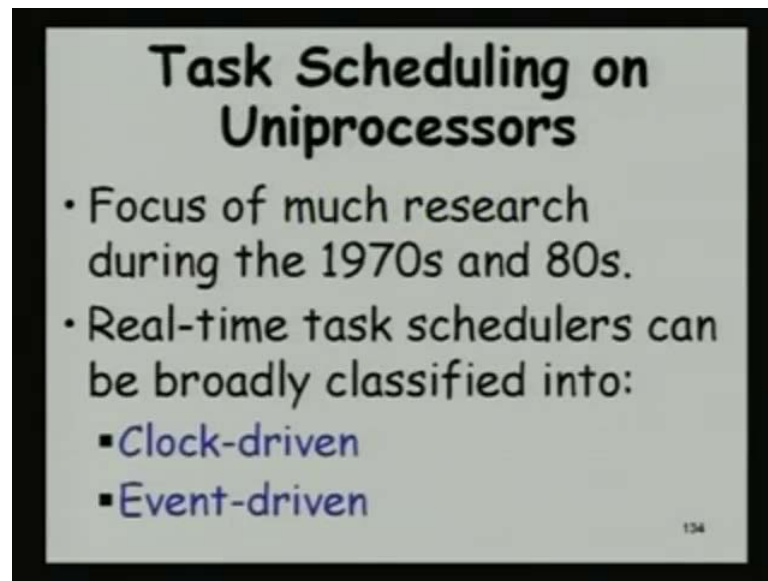 Task Scheduling on
Uniprocessors
• Focus of much research
during the 1970s and 80s.
• Real-time task schedulers can
be broadly classified into:
▪Clock-driven
▪Event-driven
134